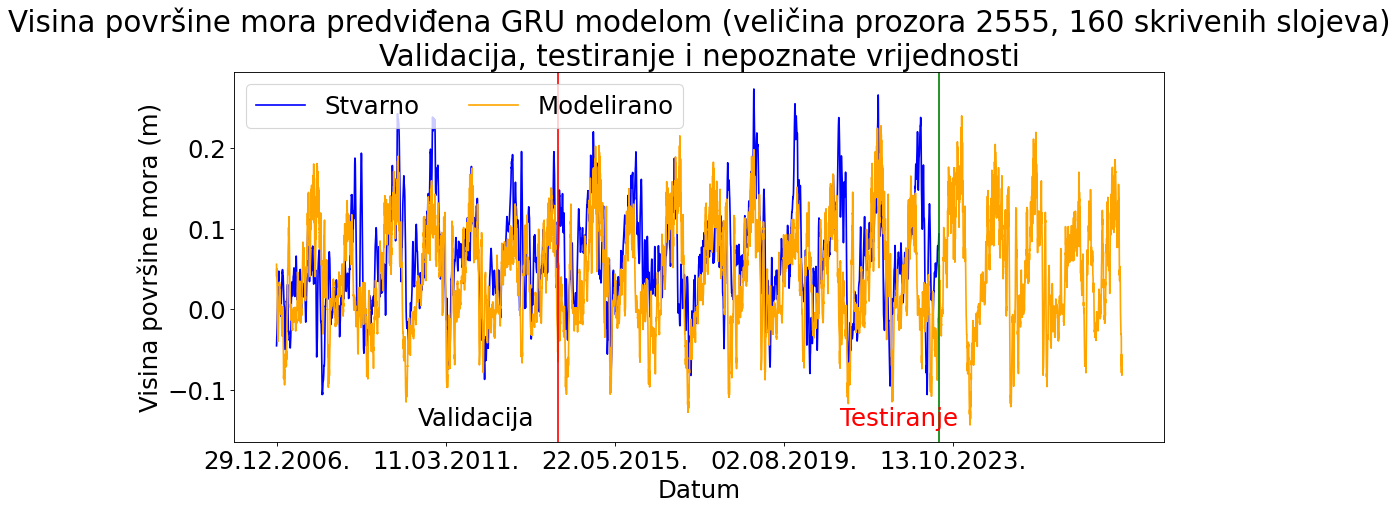 Visina površine mora predviđena GRU modelom (veličina prozora 2555, 160 skrivenih slojeva)
Validacija, testiranje i nepoznate vrijednosti
Stvarno
Modelirano
Visina površine mora (m)
0.2
0.1
0.0
−0.1
Validacija
Testiranje
29.12.2006.
11.03.2011.
22.05.2015.
02.08.2019.
13.10.2023.
Datum